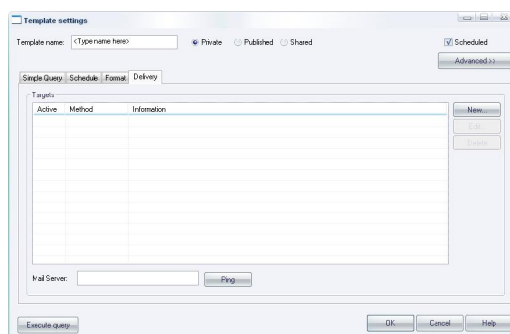 Template settings
Template name: <Type name here> Private Published Shared Scheduled
Advanced >>
Simple Query Schedule Format Delivery
Targets
Active Method Information
New...
Edit...
Delete
Mail Server: Ping
Execute query OK Cancel Help